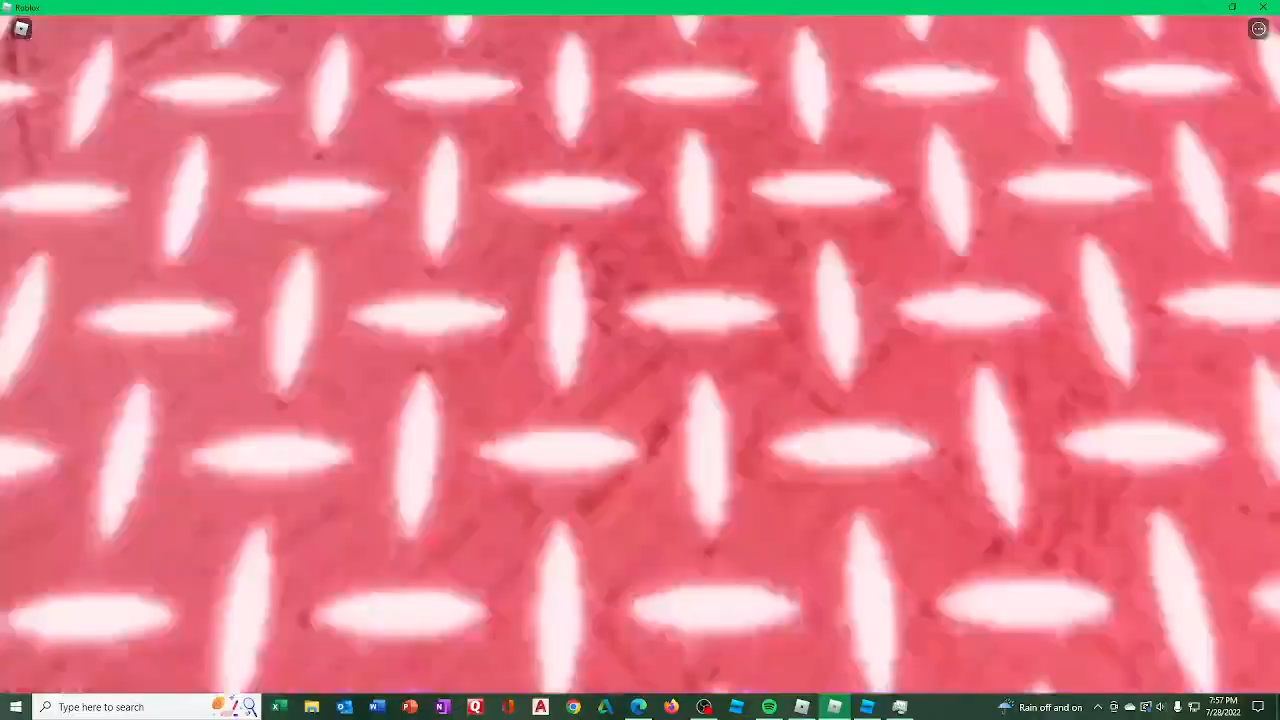 Roblox
Type here to search
Rain off and on
7:57 PM
7/28/2022